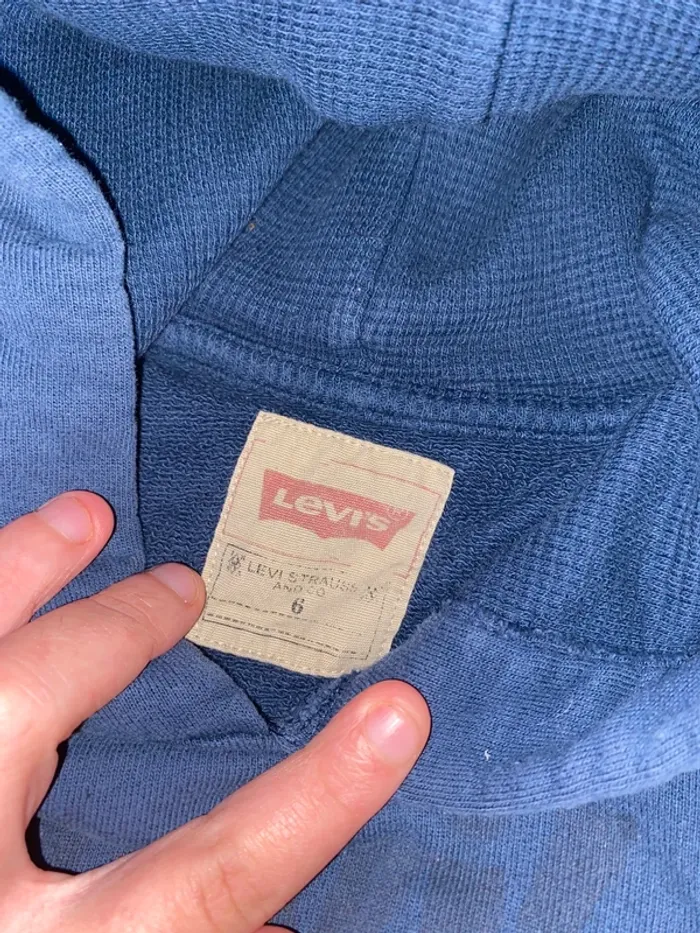 Levi's®
LEVI STRAUSS
AND CO
6